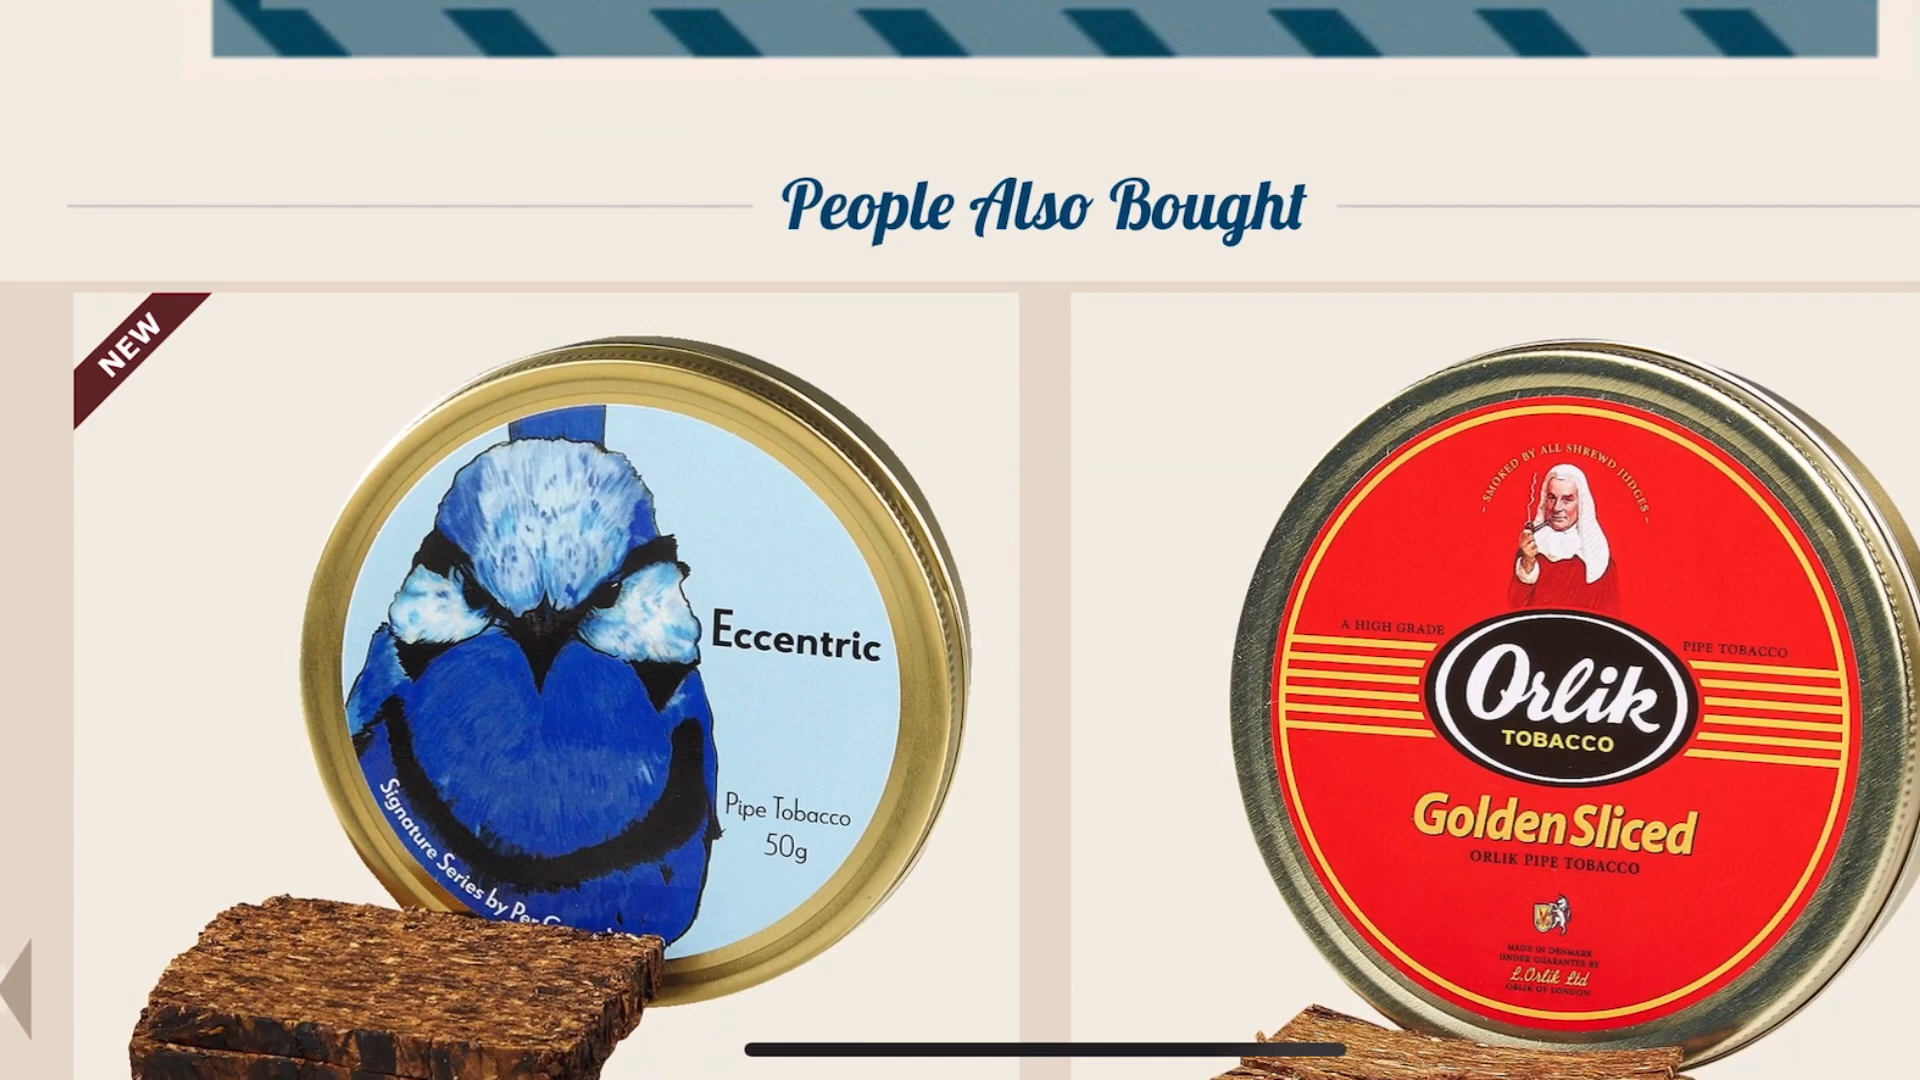 People Also Bought
NEW
Eccentric
Pipe Tobacco
50g
Signature Series by Per
- SMOKED BY ALL SHREWD JUDGES -
A HIGH GRADE
PIPE TOBACCO
Orlik
TOBACCO
Golden Sliced
ORLIK PIPE TOBACCO
MADE IN DENMARK
UNDER GUARANTEE BY
L.Orlik Ltd
ORLIK OF LONDON